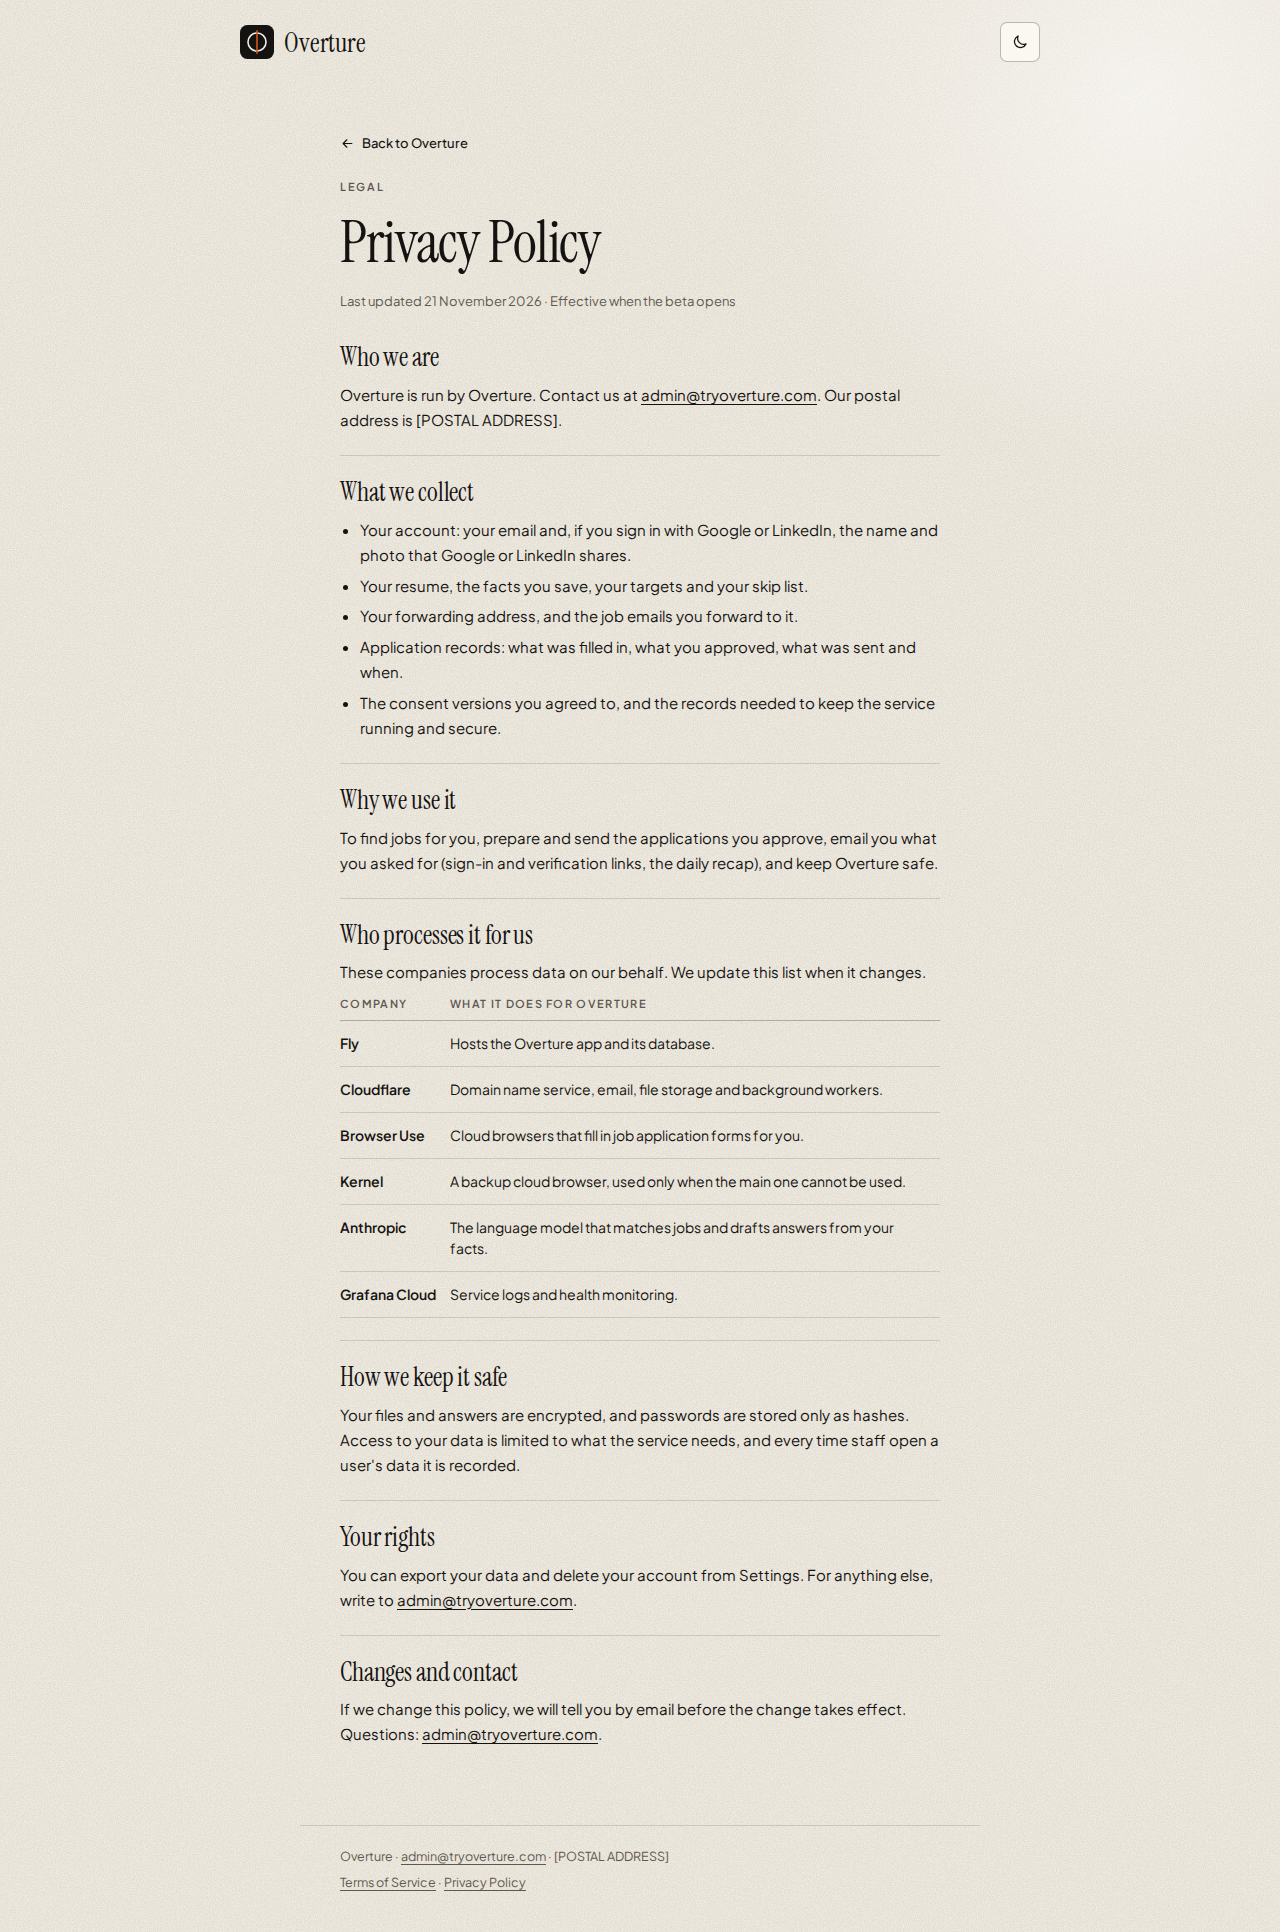 Overture
← Back to Overture
LEGAL
Privacy Policy
Last updated 21 November 2026 · Effective when the beta opens
Who we are
Overture is run by Overture. Contact us at admin@tryoverture.com. Our postal
address is [POSTAL ADDRESS].
What we collect
• Your account: your email and, if you sign in with Google or LinkedIn, the name and
photo that Google or LinkedIn shares.
• Your resume, the facts you save, your targets and your skip list.
• Your forwarding address, and the job emails you forward to it.
• Application records: what was filled in, what you approved, what was sent and
when.
• The consent versions you agreed to, and the records needed to keep the service
running and secure.
Why we use it
To find jobs for you, prepare and send the applications you approve, email you what
you asked for (sign-in and verification links, the daily recap), and keep Overture safe.
Who processes it for us
These companies process data on our behalf. We update this list when it changes.
COMPANY WHAT IT DOES FOR OVERTURE
Fly Hosts the Overture app and its database.
Cloudflare Domain name service, email, file storage and background workers.
Browser Use Cloud browsers that fill in job application forms for you.
Kernel A backup cloud browser, used only when the main one cannot be used.
Anthropic The language model that matches jobs and drafts answers from your
facts.
Grafana Cloud Service logs and health monitoring.
How we keep it safe
Your files and answers are encrypted, and passwords are stored only as hashes.
Access to your data is limited to what the service needs, and every time staff open a
user's data it is recorded.
Your rights
You can export your data and delete your account from Settings. For anything else,
write to admin@tryoverture.com.
Changes and contact
If we change this policy, we will tell you by email before the change takes effect.
Questions: admin@tryoverture.com.
Overture · admin@tryoverture.com · [POSTAL ADDRESS]
Terms of Service · Privacy Policy